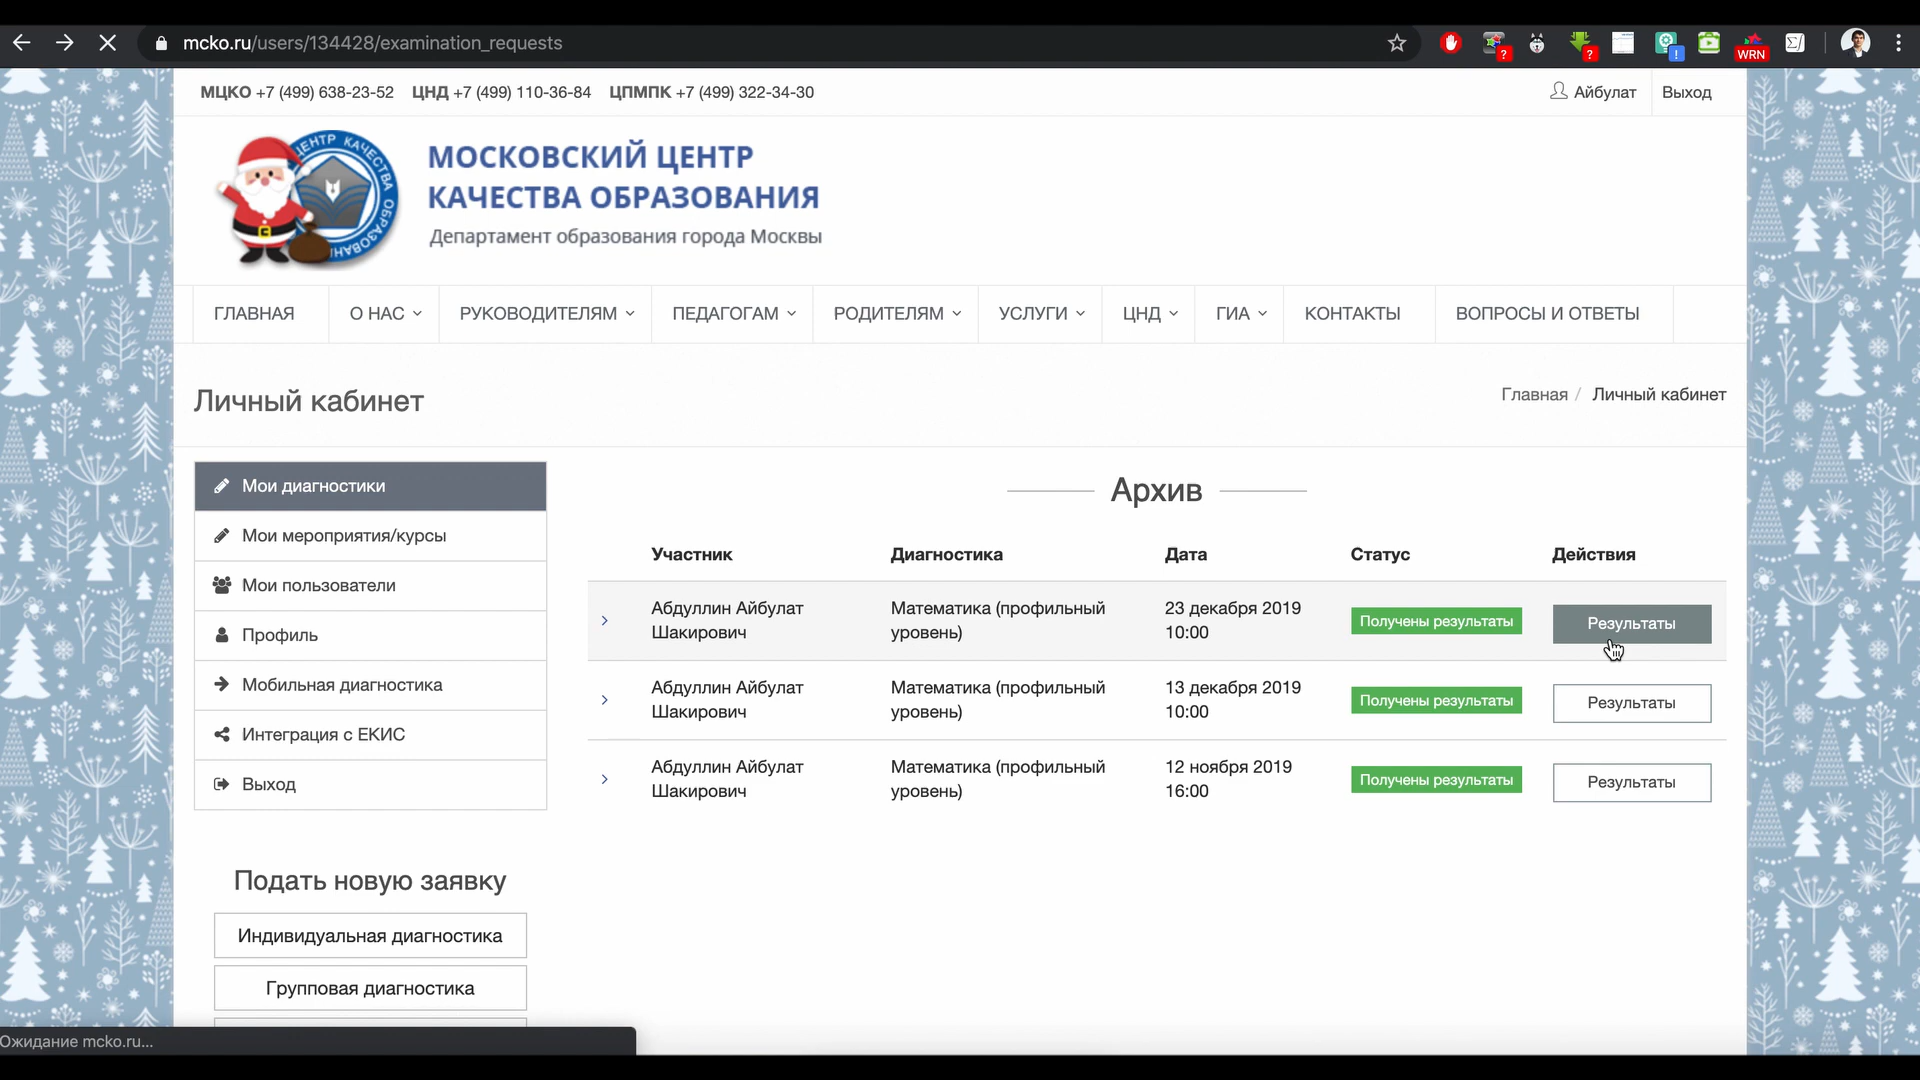 mcko.ru/users/134428/examination_requests
? ? ! WRN
МЦКО +7 (499) 638-23-52 ЦНД +7 (499) 110-36-84 ЦПМПК +7 (499) 322-34-30
Айбулат Выход
МОСКОВСКИЙ ЦЕНТР
КАЧЕСТВА ОБРАЗОВАНИЯ
Департамент образования города Москвы
ГЛАВНАЯ О НАС РУКОВОДИТЕЛЯМ ПЕДАГОГАМ РОДИТЕЛЯМ УСЛУГИ ЦНД ГИА КОНТАКТЫ ВОПРОСЫ И ОТВЕТЫ
Личный кабинет
Главная / Личный кабинет
Мои диагностики
Мои мероприятия/курсы
Мои пользователи
Профиль
Мобильная диагностика
Интеграция с ЕКИС
Выход
Подать новую заявку
Индивидуальная диагностика
Групповая диагностика
Архив
Участник Диагностика Дата Статус Действия
Абдуллин Айбулат Математика (профильный 23 декабря 2019
Получены результаты Результаты
Шакирович уровень) 10:00
Абдуллин Айбулат Математика (профильный 13 декабря 2019
Получены результаты Результаты
Шакирович уровень) 10:00
Абдуллин Айбулат Математика (профильный 12 ноября 2019
Получены результаты Результаты
Шакирович уровень) 16:00
Ожидание mcko.ru...